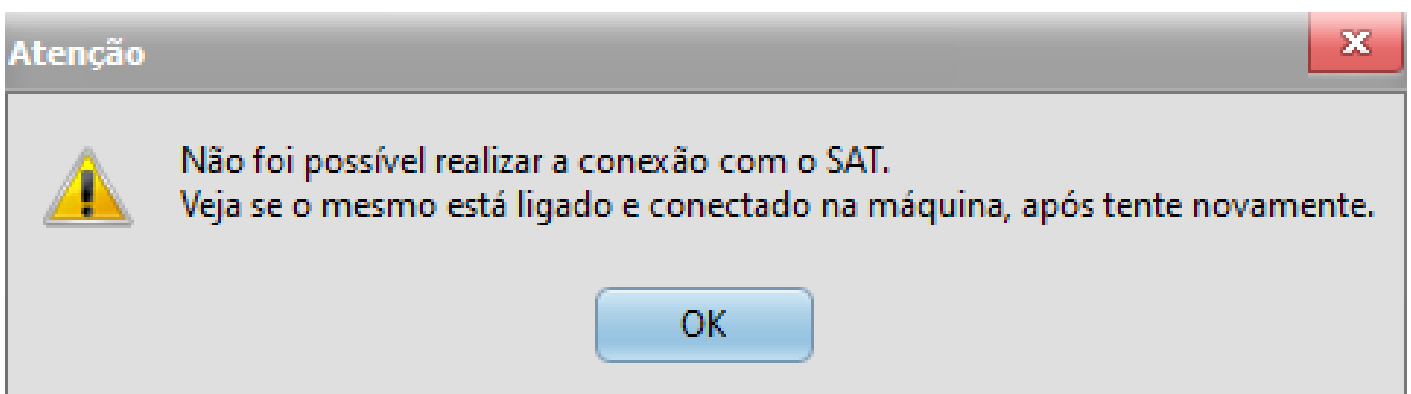 Atenção
Não foi possível realizar a conexão com o SAT.
Veja se o mesmo está ligado e conectado na máquina, após tente novamente.
OK